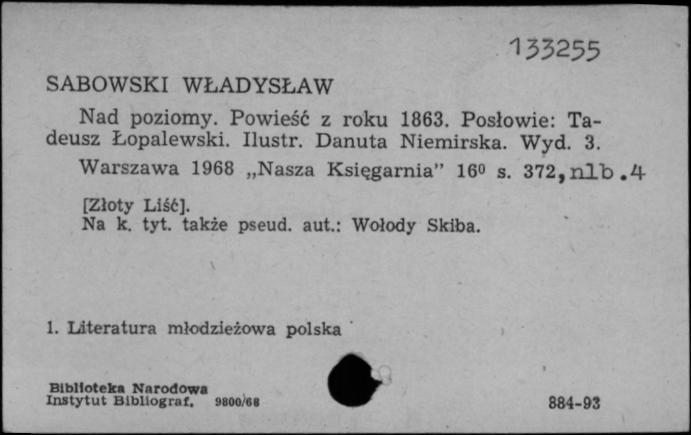 133255
SABOWSKI WŁADYSŁAW
Nad poziomy. Powieść z roku 1863. Posłowie: Ta-
deusz Łopalewski. Ilustr. Danuta Niemirska. Wyd. 3.
Warszawa 1968 „Nasza Księgarnia” 16⁰ s. 372, nlb.4
[Złoty Liść].
Na k. tyt. także pseud. aut.: Wołody Skiba.
1. Literatura młodzieżowa polska
Biblioteka Narodowa
Instytut Bibliograf. 9800/68
884-93